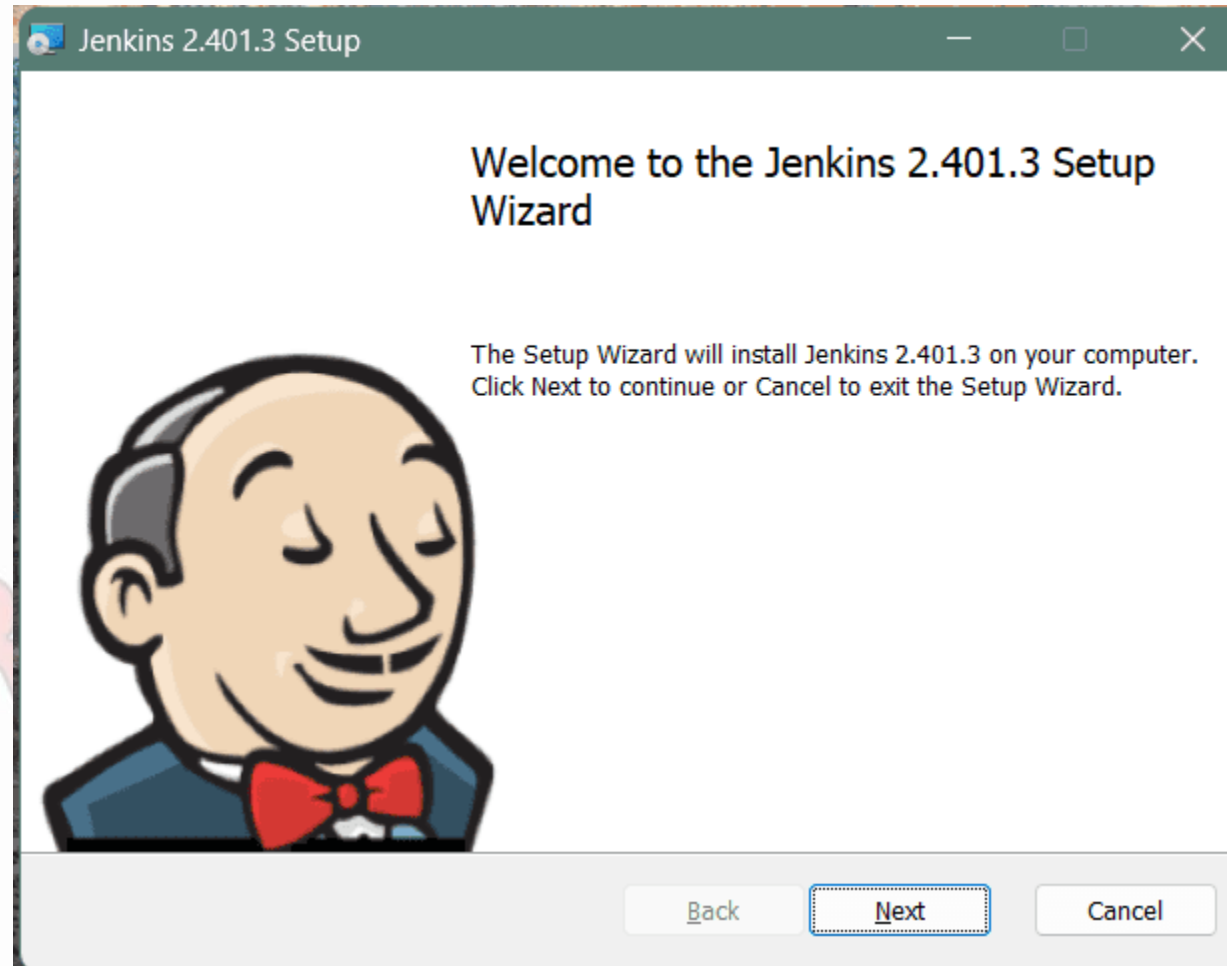 Jenkins 2.401.3 Setup
Welcome to the Jenkins 2.401.3 Setup
Wizard
The Setup Wizard will install Jenkins 2.401.3 on your computer.
Click Next to continue or Cancel to exit the Setup Wizard.
Back
Next
Cancel